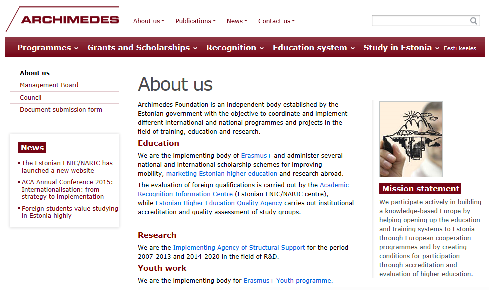 ARCHIMEDES
About us Publications News Contact us
Programmes Grants and Scholarships Recognition Education system Study in Estonia Eesti keeles
About us
Management Board
Council
Document submission form
News
The Estonian ENIC/NARIC has
launched a new website
ACA Annual Conference 2015:
Internationalisation: from
strategy to implementation
Foreign students value studying
in Estonia highly
About us
Archimedes Foundation is an independent body established by the
Estonian government with the objective to coordinate and implement
different international and national programmes and projects in the
field of training, education and research.
Education
We are the implementing body of Erasmus+ and administer several
national and international scholarship schemes for improving
mobility, marketing Estonian higher education and research abroad.
The evaluation of foreign qualifications is carried out by the Academic
Recognition Information Centre (Estonian ENIC/NARIC centre),
while Estonian Higher Education Quality Agency carries out institutional
accreditation and quality assessment of study groups.
Research
We are the Implementing Agency of Structural Support for the period
2007-2013 and 2014-2020 in the field of R&D.
Youth work
We are the implementing body for Erasmus+ Youth programme.
Mission statement
We participate actively in building
a knowledge-based Europe by
helping opening up the education
and training systems to Estonia
through European cooperation
programmes and by creating
conditions for participation
through accreditation and
evaluation of higher education.